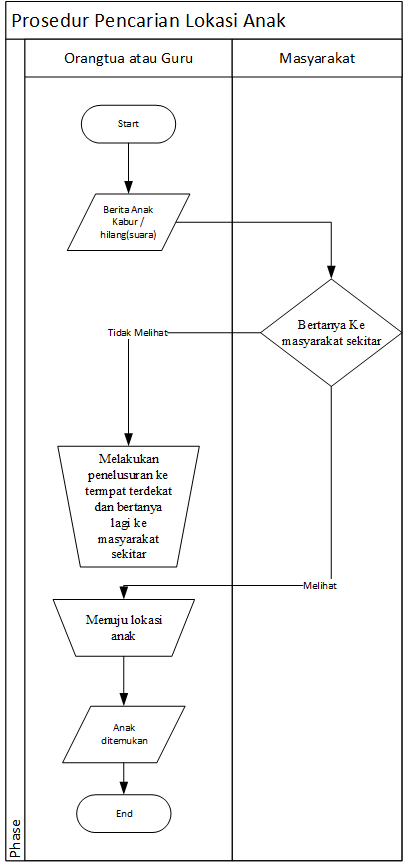 Prosedur Pencarian Lokasi Anak
Orangtua atau Guru
Masyarakat
Start
Berita Anak
Kabur /
hilang(suara)
Bertanya Ke
masyarakat sekitar
Tidak Melihat
Melakukan
penelusuran ke
termpat terdekat
dan bertanya
lagi ke
masyarakat
sekitar
Melihat
Menuju lokasi
anak
Anak
ditemukan
End
Phase